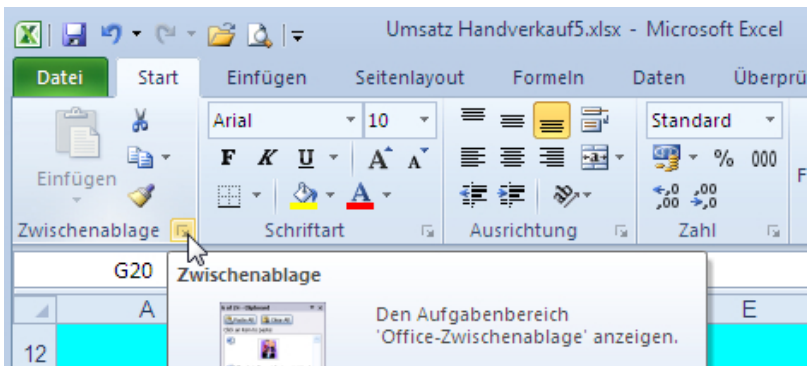 Umsatz Handverkauf5.xlsx - Microsoft Excel
Datei Start Einfügen Seitenlayout Formeln Daten Überprü
Arial 10 Standard
F K U A A % 000
Einfügen F
,0 ,00
,00 ,0
Zwischenablage Schriftart Ausrichtung Zahl
G20
Zwischenablage
A E
Den Aufgabenbereich
'Office-Zwischenablage' anzeigen.
12